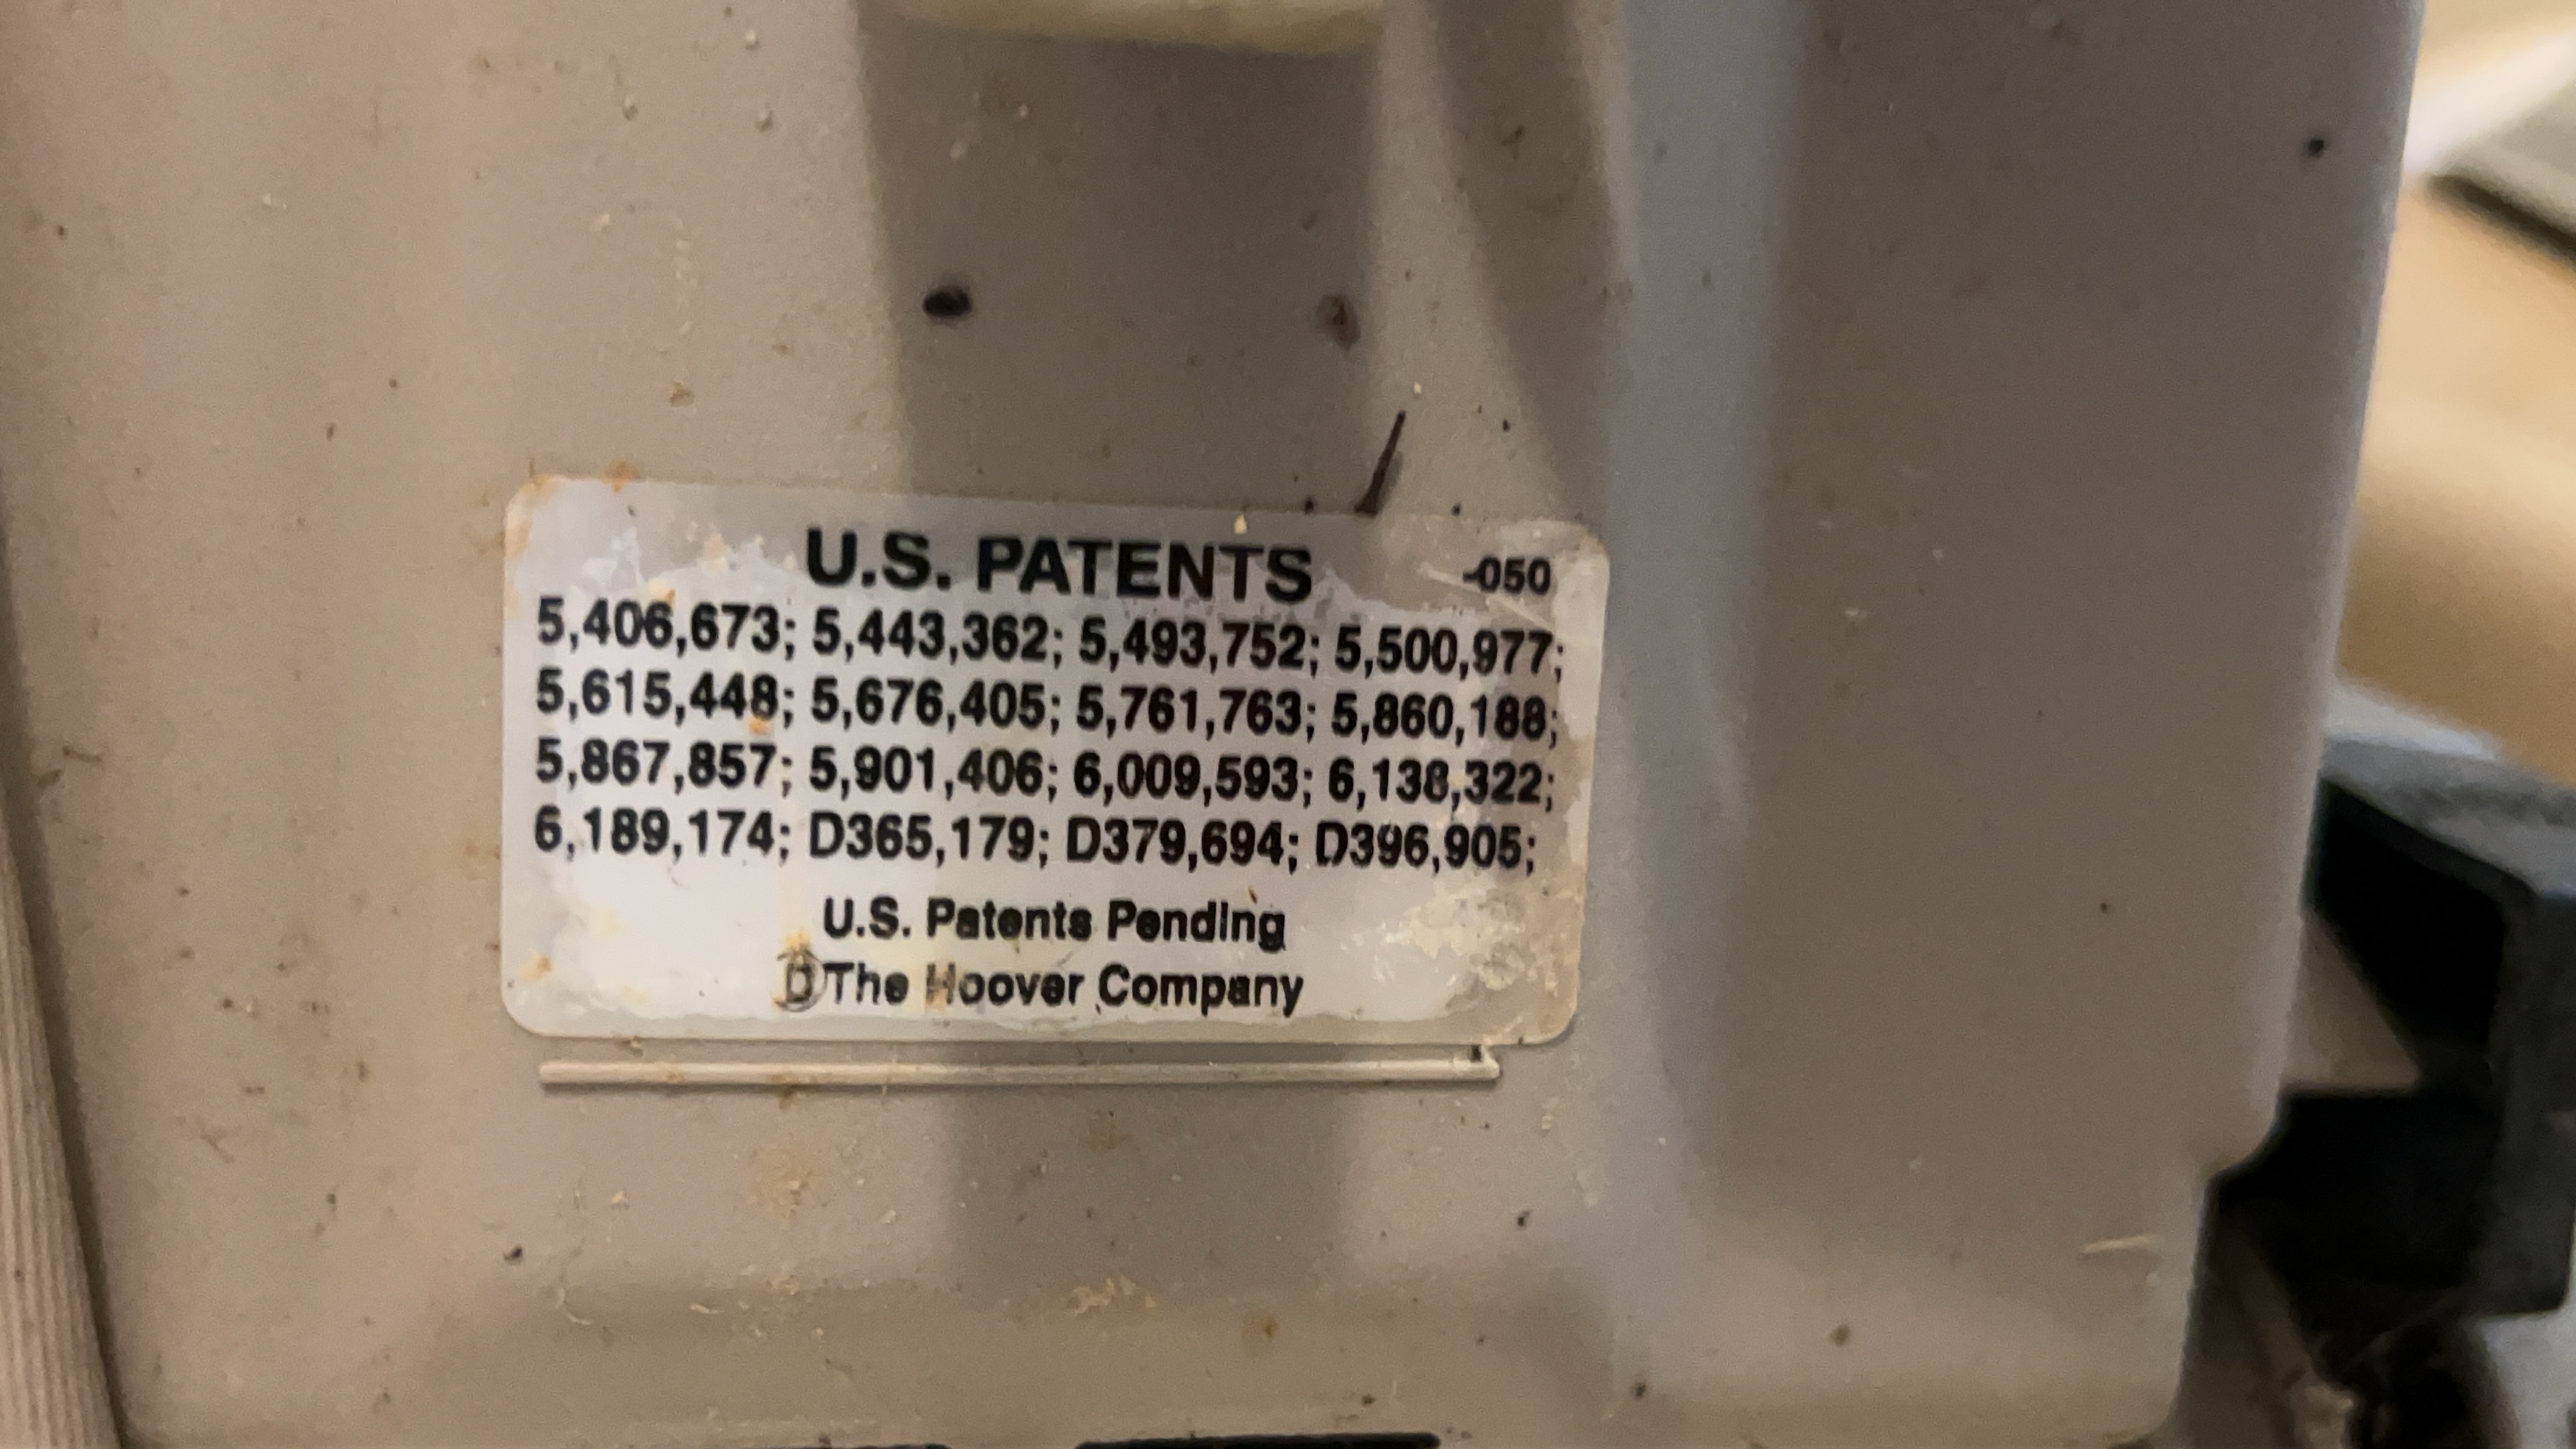 U.S. PATENTS -050
5,406,673; 5,443,362; 5,493,752; 5,500,977;
5,615,448; 5,676,405; 5,761,763; 5,860,188;
5,867,857; 5,901,406; 6,009,593; 6,138,322;
6,189,174; D365,179; D379,694; D396,905;
U.S. Patents Pending
The Hoover Company